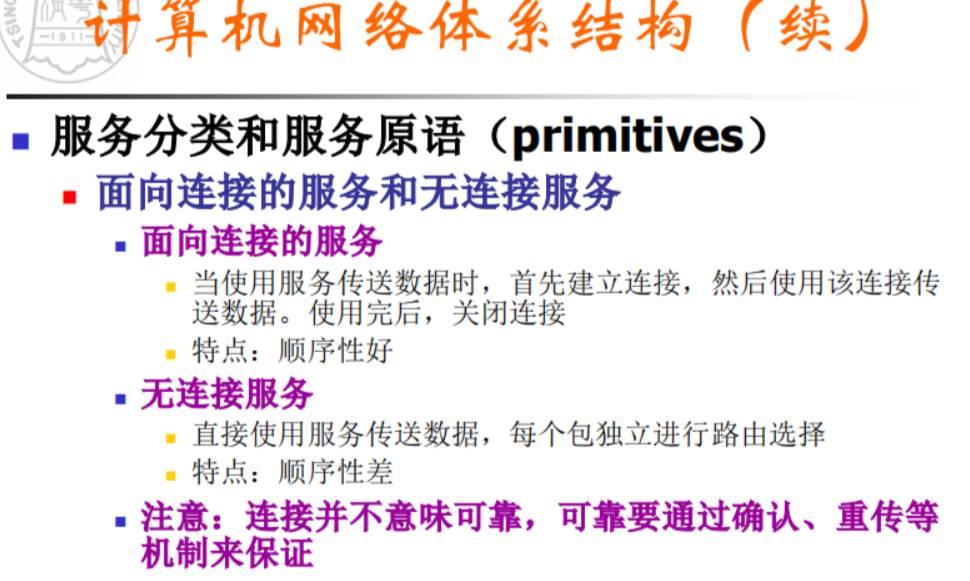 计算机网络体系结构（续）
服务分类和服务原语（primitives）
面向连接的服务和无连接服务
面向连接的服务
当使用服务传送数据时，首先建立连接，然后使用该连接传
送数据。使用完后，关闭连接
特点：顺序性好
无连接服务
直接使用服务传送数据，每个包独立进行路由选择
特点：顺序性差
注意：连接并不意味可靠，可靠要通过确认、重传等
机制来保证
-1911-